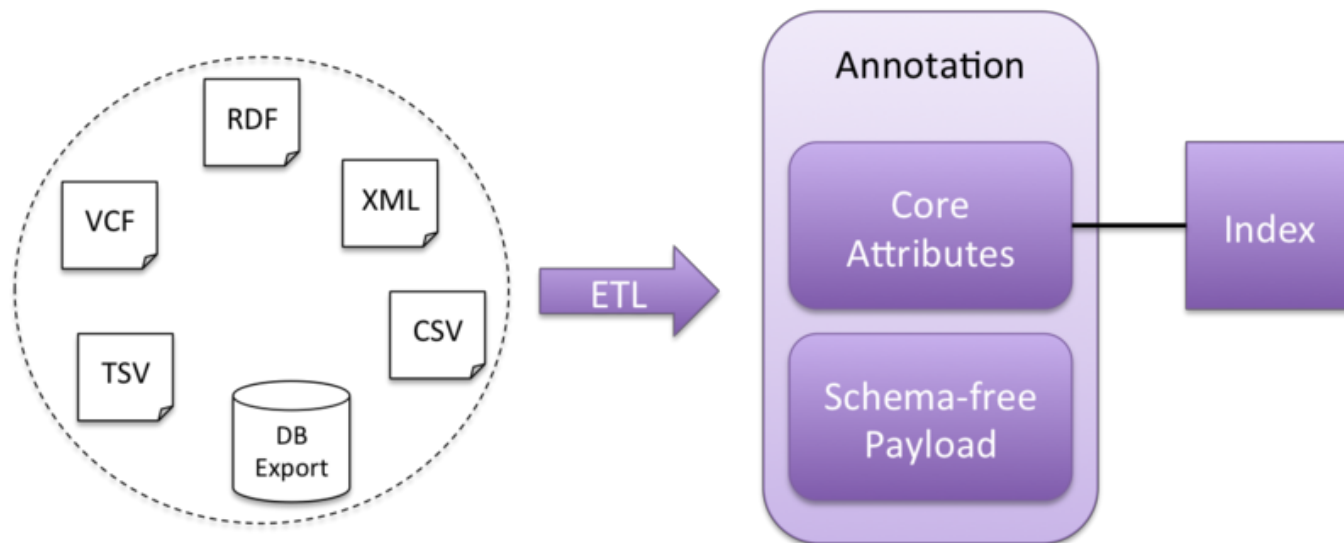 RDF
XML
VCF
CSV
TSV
DB
Export
ETL
Annotation
Core
Attributes
Schema-free
Payload
Index